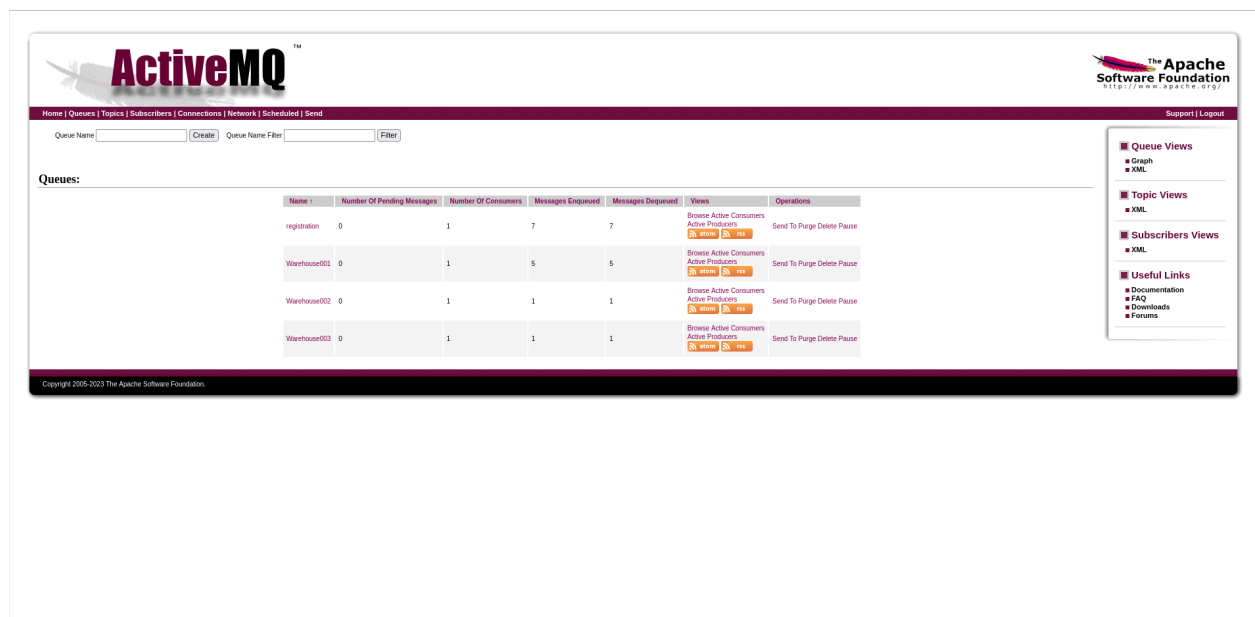 ActiveMQ ™
The Apache
Software Foundation
http://www.apache.org/
Home | Queues | Topics | Subscribers | Connections | Network | Scheduled | Send
Support | Logout
Queue Name Create Queue Name Filter Filter
Queues:
Name ↑ Number Of Pending Messages Number Of Consumers Messages Enqueued Messages Dequeued Views Operations
registration 0 1 7 7 Browse Active Consumers
Active Producers
atom rss
Send To Purge Delete Pause
Warehouse001 0 1 5 5 Browse Active Consumers
Active Producers
atom rss
Send To Purge Delete Pause
Warehouse002 0 1 1 1 Browse Active Consumers
Active Producers
atom rss
Send To Purge Delete Pause
Warehouse003 0 1 1 1 Browse Active Consumers
Active Producers
atom rss
Send To Purge Delete Pause
Queue Views
Graph
XML
Topic Views
XML
Subscribers Views
XML
Useful Links
Documentation
FAQ
Downloads
Forums
Copyright 2005-2023 The Apache Software Foundation.